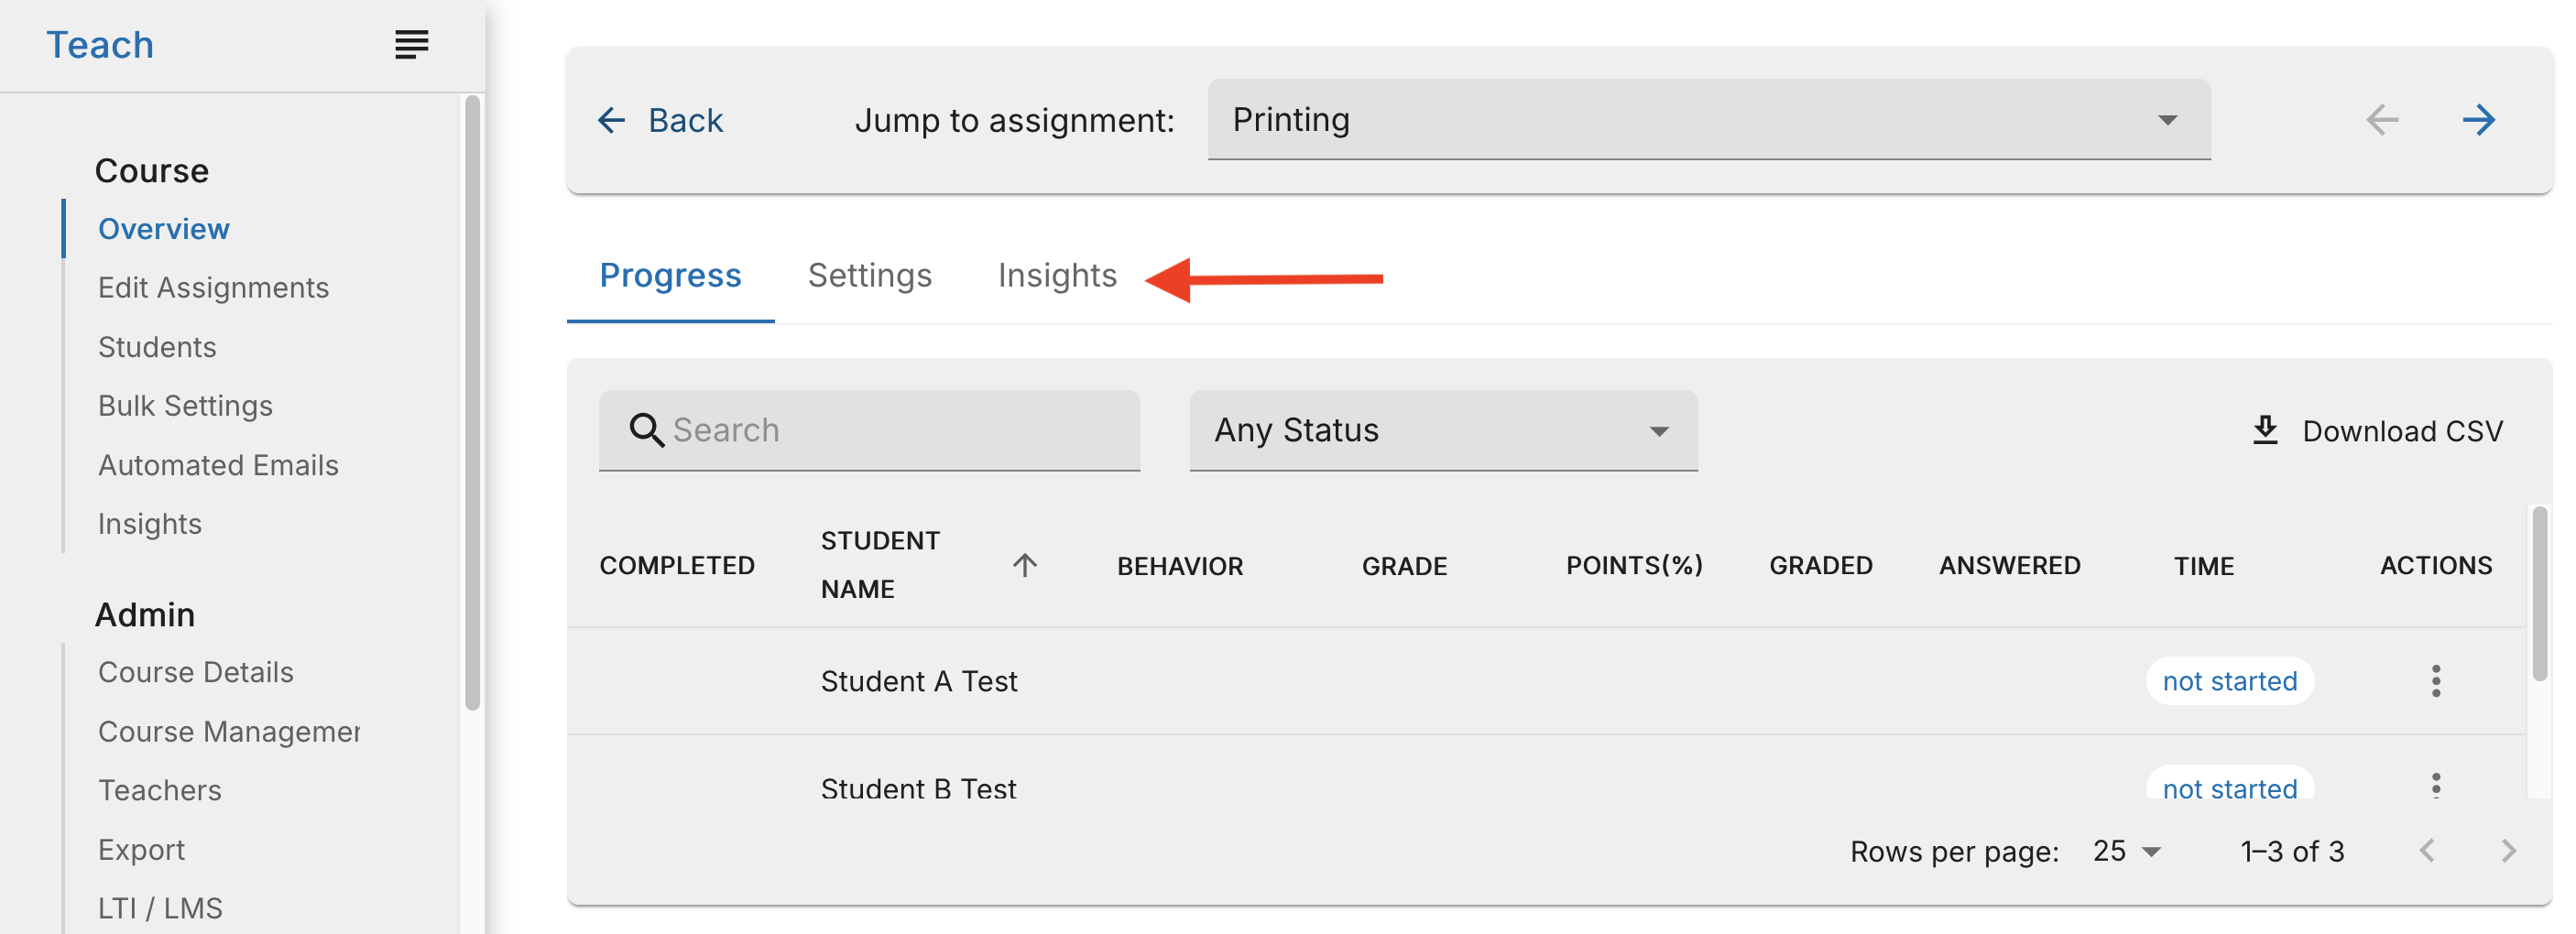 Teach
Course
Overview
Edit Assignments
Students
Bulk Settings
Automated Emails
Insights
Admin
Course Details
Course Managemen
Teachers
Export
LTI / LMS
Back
Jump to assignment:
Printing
Progress
Settings
Insights
Search
Any Status
Download CSV
COMPLETED
STUDENT
NAME
BEHAVIOR
GRADE
POINTS(%)
GRADED
ANSWERED
TIME
ACTIONS
Student A Test
not started
Student B Test
not started
Rows per page:
25
1–3 of 3